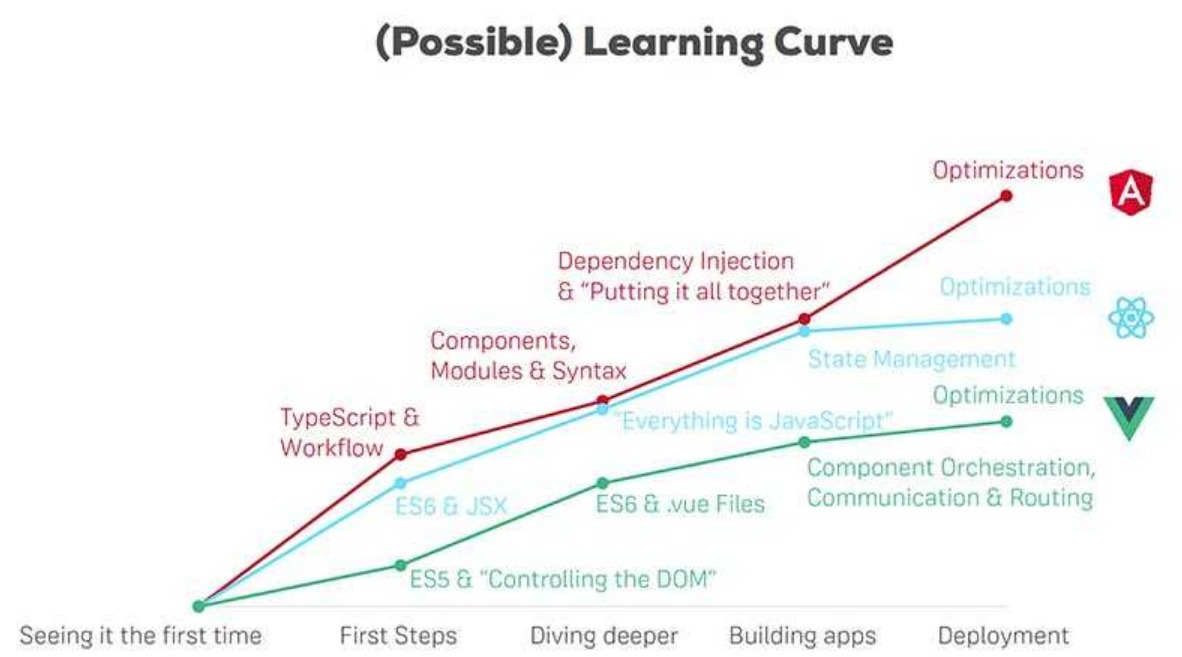 (Possible) Learning Curve
Optimizations
A
Dependency Injection
& “Putting it all together”
Optimizations
Components,
Modules & Syntax
State Management
Optimizations
TypeScript &
Workflow
“Everything is JavaScript”
Component Orchestration,
Communication & Routing
ES6 & JSX
ES6 & .vue Files
ES5 & “Controlling the DOM”
Seeing it the first time
First Steps
Diving deeper
Building apps
Deployment